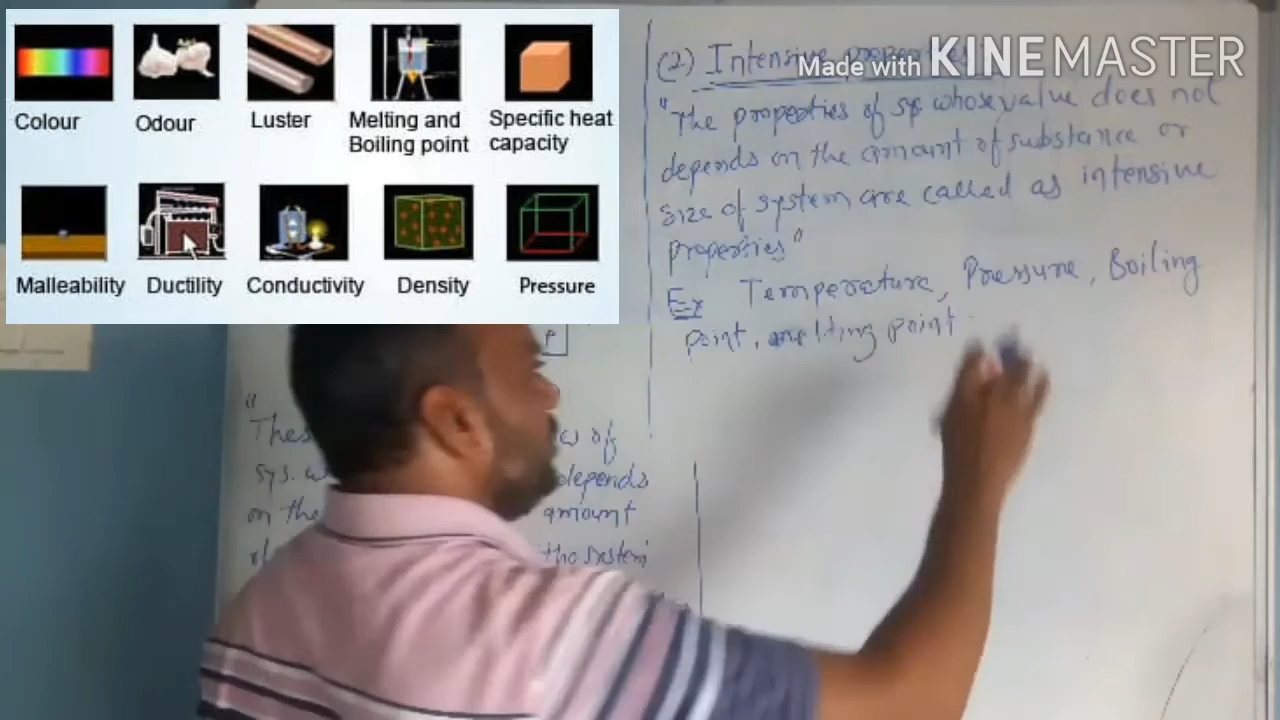 Colour
Odour
Luster
Melting and
Boiling point
Specific heat
capacity
Malleability
Ductility
Conductivity
Density
Pressure
Made with KINEMASTER
(2) Intensive properties
"The properties of sys whose value does not
depends on the amount of substance or
size of system are called as intensive
properties"
Ex Temperature, Pressure, Boiling
point, melting point
P
"
of
sys. depends
on the amount
the system